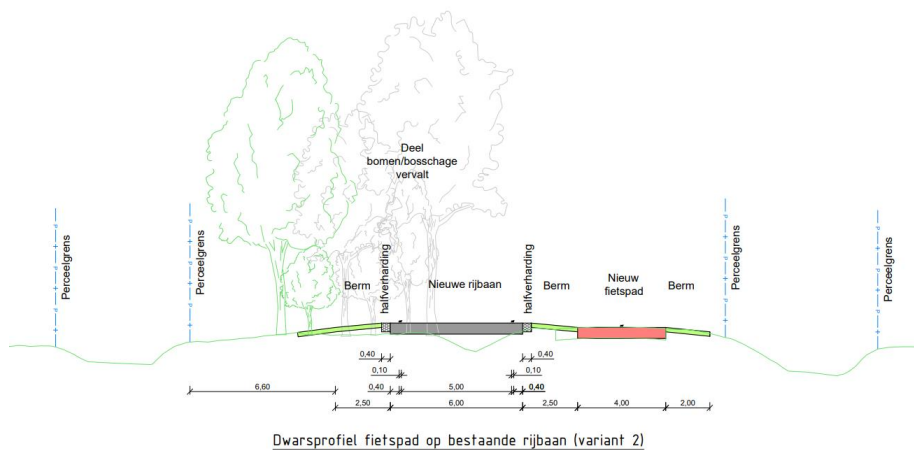 Deel
bomen/bosschage
vervalt
Perceelgrens
Perceelgrens
Berm
halfverharding
Nieuwe rijbaan
halfverharding
Berm
Nieuw
fietspad
Berm
Perceelgrens
Perceelgrens
0,40
0,40
0,10
0,10
6,60
0,40
5,00
0,40
2,50
6,00
2,50
4,00
2,00
Dwarsprofiel fietspad op bestaande rijbaan (variant 2)